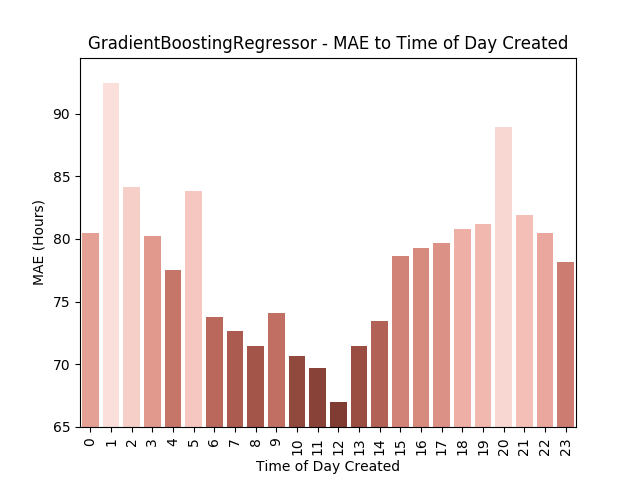 GradientBoostingRegressor - MAE to Time of Day Created
MAE (Hours)
90
85
80
75
70
65
0 1 2 3 4 5 6 7 8 9 10 11 12 13 14 15 16 17 18 19 20 21 22 23
Time of Day Created